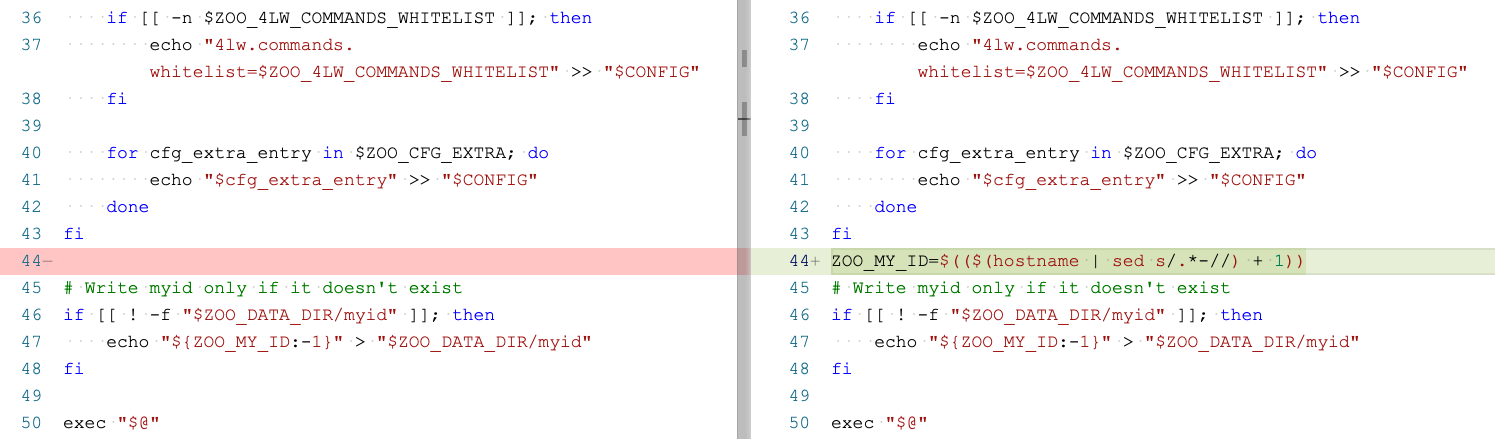 36     if [[ -n $ZOO_4LW_COMMANDS_WHITELIST ]]; then
37         echo "4lw.commands.
           whitelist=$ZOO_4LW_COMMANDS_WHITELIST" >> "$CONFIG"
38     fi
39
40     for cfg_extra_entry in $ZOO_CFG_EXTRA; do
41         echo "$cfg_extra_entry" >> "$CONFIG"
42     done
43 fi
44−
45 # Write myid only if it doesn't exist
46 if [[ ! -f "$ZOO_DATA_DIR/myid" ]]; then
47     echo "${ZOO_MY_ID:-1}" > "$ZOO_DATA_DIR/myid"
48 fi
49
50 exec "$@"
36     if [[ -n $ZOO_4LW_COMMANDS_WHITELIST ]]; then
37         echo "4lw.commands.
           whitelist=$ZOO_4LW_COMMANDS_WHITELIST" >> "$CONFIG"
38     fi
39
40     for cfg_extra_entry in $ZOO_CFG_EXTRA; do
41         echo "$cfg_extra_entry" >> "$CONFIG"
42     done
43 fi
44+ ZOO_MY_ID=$(($(hostname | sed s/.*-//) + 1))
45 # Write myid only if it doesn't exist
46 if [[ ! -f "$ZOO_DATA_DIR/myid" ]]; then
47     echo "${ZOO_MY_ID:-1}" > "$ZOO_DATA_DIR/myid"
48 fi
49
50 exec "$@"